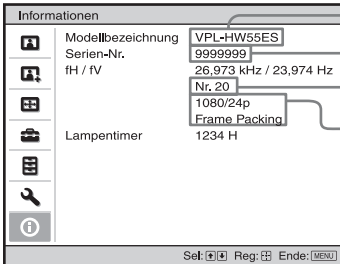 Informationen
Modellbezeichnung VPL-HW55ES
Serien-Nr. 9999999
fH / fV 26,973 kHz / 23,974 Hz
Nr. 20
1080/24p
Frame Packing
Lampentimer 1234 H
Sel: Reg: Ende: MENU